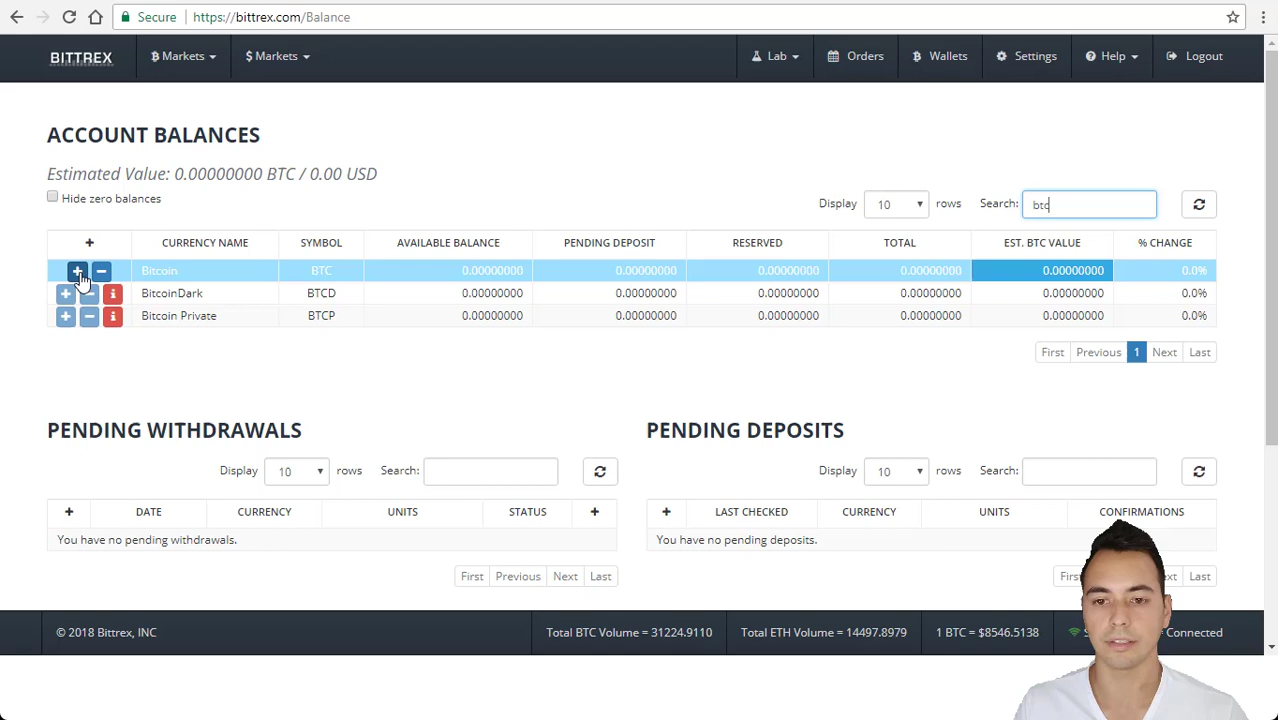 Secure https://bittrex.com/Balance
BITTREX Markets $ Markets Lab Orders Wallets Settings Help Logout
ACCOUNT BALANCES
Estimated Value: 0.00000000 BTC / 0.00 USD
Hide zero balances
Display 10 rows Search: btc
+ CURRENCY NAME SYMBOL AVAILABLE BALANCE PENDING DEPOSIT RESERVED TOTAL EST. BTC VALUE % CHANGE
Bitcoin BTC 0.00000000 0.00000000 0.00000000 0.00000000 0.00000000 0.0%
BitcoinDark BTCD 0.00000000 0.00000000 0.00000000 0.00000000 0.00000000 0.0%
Bitcoin Private BTCP 0.00000000 0.00000000 0.00000000 0.00000000 0.00000000 0.0%
First Previous 1 Next Last
PENDING WITHDRAWALS
Display 10 rows Search:
+ DATE CURRENCY UNITS STATUS +
You have no pending withdrawals.
First Previous Next Last
PENDING DEPOSITS
Display 10 rows Search:
+ LAST CHECKED CURRENCY UNITS CONFIRMATIONS
You have no pending deposits.
Last
© 2018 Bittrex, INC Total BTC Volume = 31224.9110 Total ETH Volume = 14497.8979 1 BTC = $8546.5138 Connected